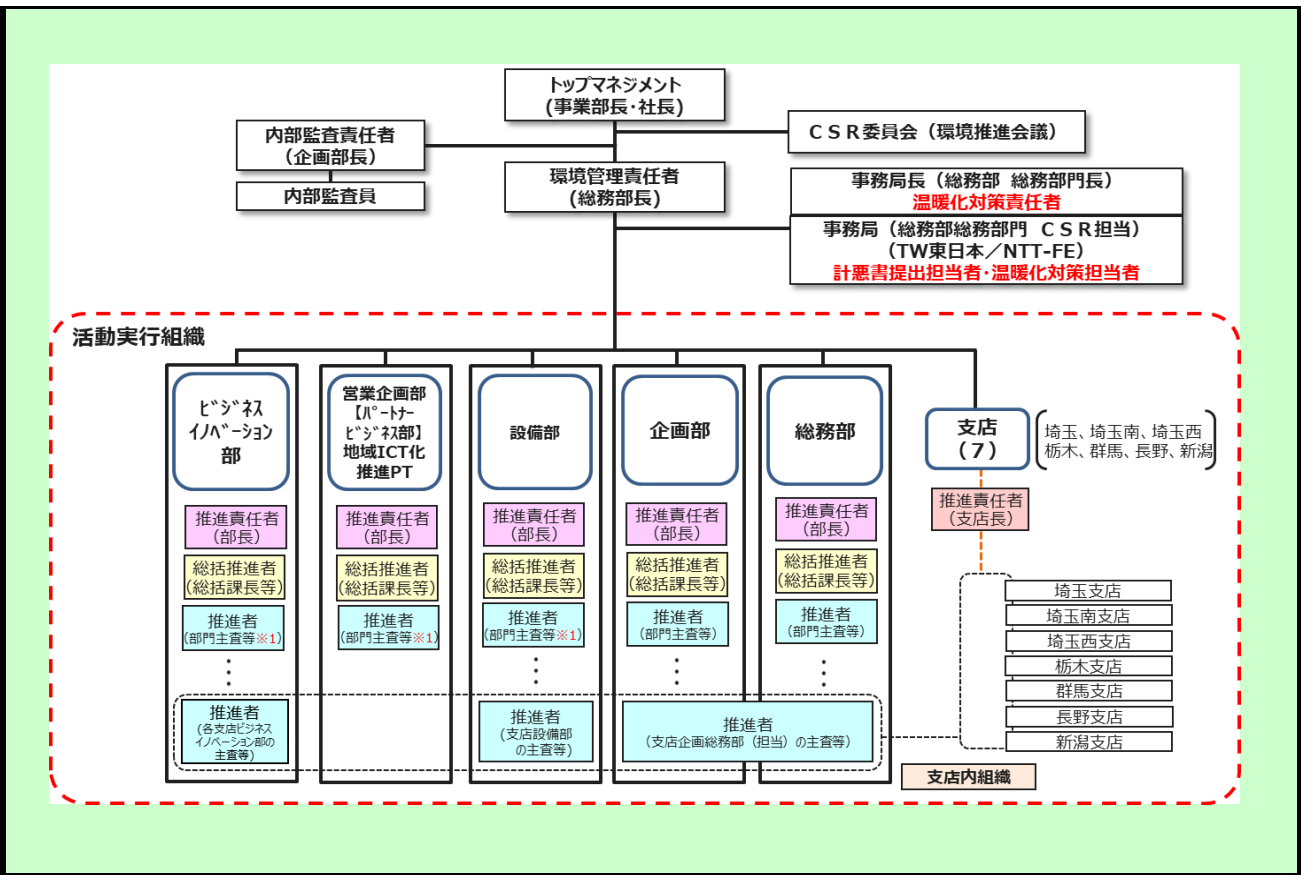 トップマネジメント
(事業部長・社長)
内部監査責任者
(企画部長)
内部監査員
ＣＳＲ委員会（環境推進会議）
環境管理責任者
(総務部長)
事務局長（総務部 総務部門長）
温暖化対策責任者
事務局（総務部総務部門 ＣＳＲ担当）
（TW東日本／NTT-FE）
計悪書提出担当者・温暖化対策担当者
活動実行組織
ﾋﾞｼﾞﾈｽ
ｲﾉﾍﾞｰｼｮﾝ
部
推進責任者
（部長）
総括推進者
(総括課長等)
推進者
(部門主査等※1)
⋮
推進者
(各支店ビジネス
イノベーション部の
主査等)
営業企画部
【ﾊﾟｰﾄﾅｰ
ﾋﾞｼﾞﾈｽ部】
地域ICT化
推進PT
推進責任者
（部長）
総括推進者
(総括課長等)
推進者
(部門主査等※1)
⋮
設備部
推進責任者
（部長）
総括推進者
(総括課長等)
推進者
(部門主査等※1)
⋮
推進者
(支店設備部
の主査等)
企画部
推進責任者
（部長）
総括推進者
(総括課長等)
推進者
（部門主査等）
⋮
総務部
推進責任者
（部長）
総括推進者
(総括課長等)
推進者
（部門主査等）
⋮
推進者
（支店企画総務部（担当）の主査等）
支店
（７）
埼玉、埼玉南、埼玉西
栃木、群馬、長野、新潟
推進責任者
（支店長）
埼玉支店
埼玉南支店
埼玉西支店
栃木支店
群馬支店
長野支店
新潟支店
支店内組織